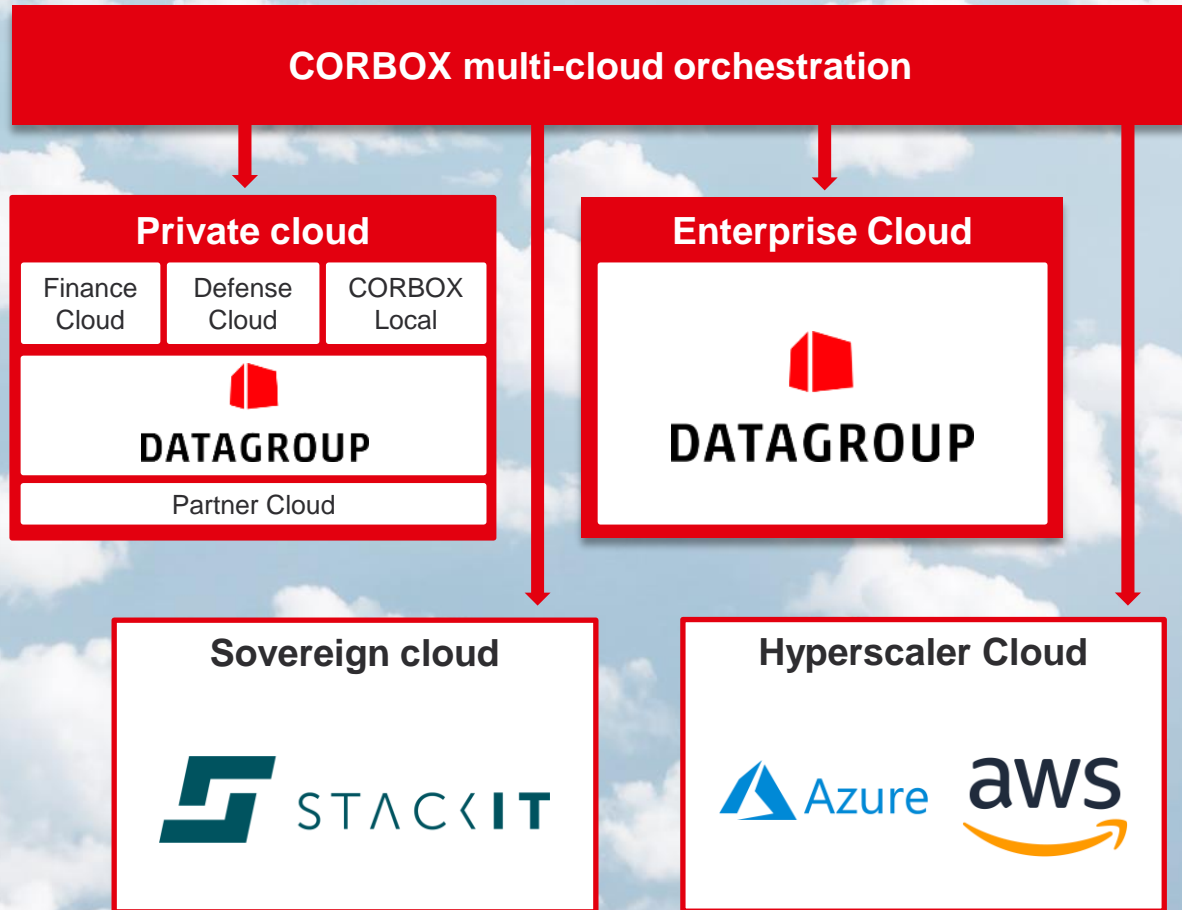 CORBOX multi-cloud orchestration
Private cloud
Finance
Cloud
Defense
Cloud
CORBOX
Local
DATAGROUP
Partner Cloud
Enterprise Cloud
DATAGROUP
Sovereign cloud
STACKIT
Hyperscaler Cloud
Azure
aws